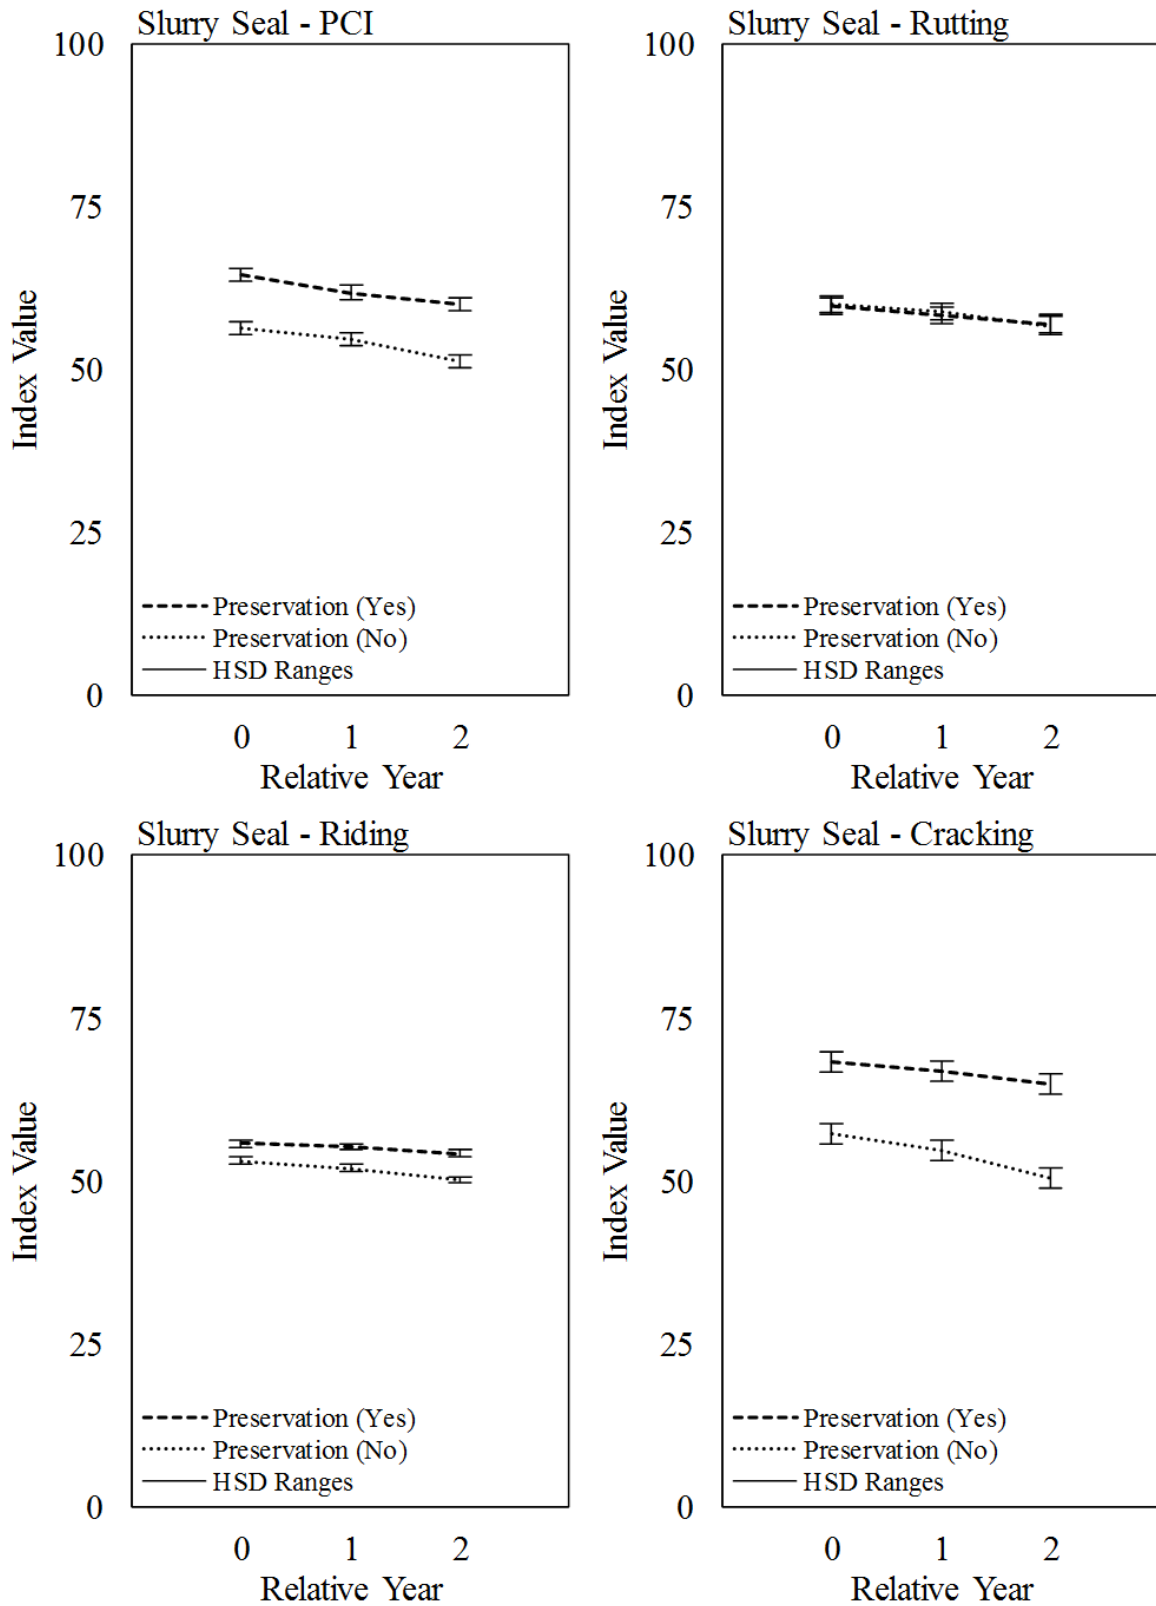 Slurry Seal - PCI
100
75
50
25
0
Index Value
Preservation (Yes)
Preservation (No)
HSD Ranges
0 1 2
Relative Year
Slurry Seal - Rutting
100
75
50
25
0
Index Value
Preservation (Yes)
Preservation (No)
HSD Ranges
0 1 2
Relative Year
Slurry Seal - Riding
100
75
50
25
0
Index Value
Preservation (Yes)
Preservation (No)
HSD Ranges
0 1 2
Relative Year
Slurry Seal - Cracking
100
75
50
25
0
Index Value
Preservation (Yes)
Preservation (No)
HSD Ranges
0 1 2
Relative Year